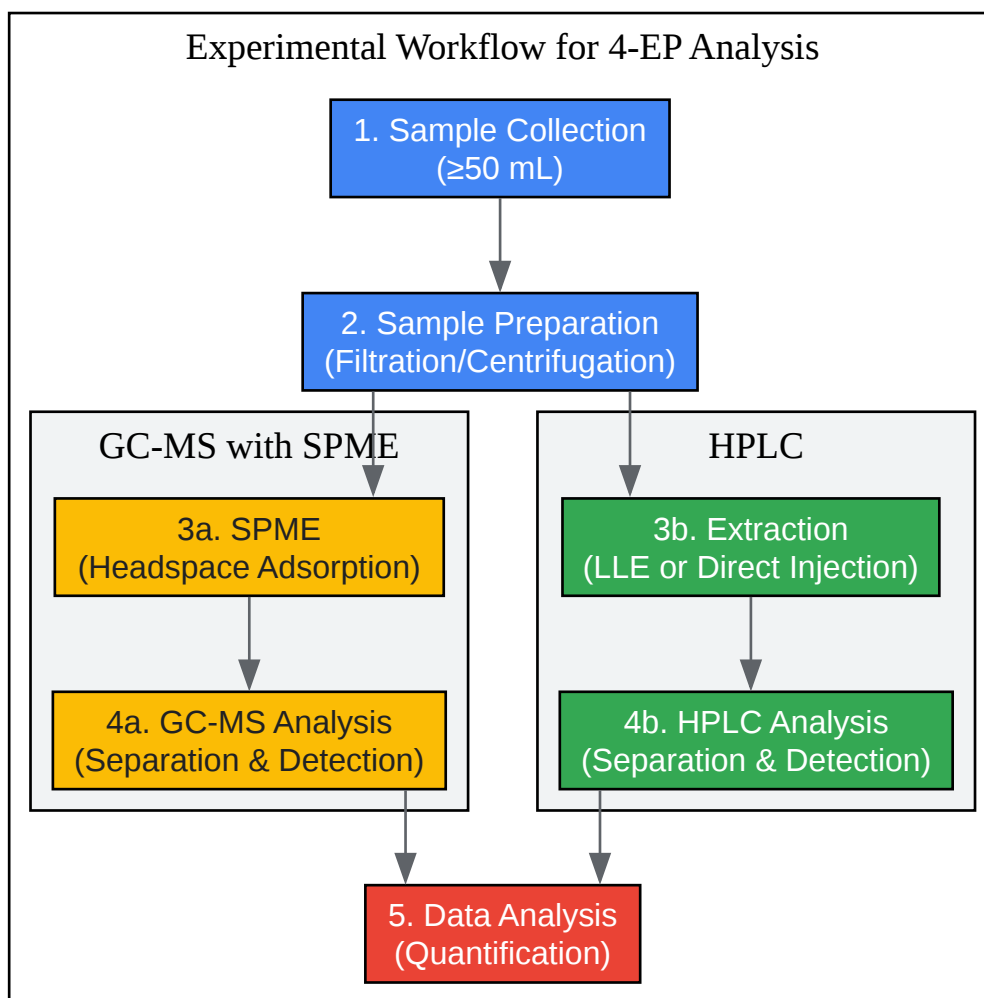 Experimental Workflow for 4-EP Analysis
1. Sample Collection
(≥50 mL)
2. Sample Preparation
(Filtration/Centrifugation)
GC-MS with SPME
3a. SPME
(Headspace Adsorption)
4a. GC-MS Analysis
(Separation & Detection)
HPLC
3b. Extraction
(LLE or Direct Injection)
4b. HPLC Analysis
(Separation & Detection)
5. Data Analysis
(Quantification)